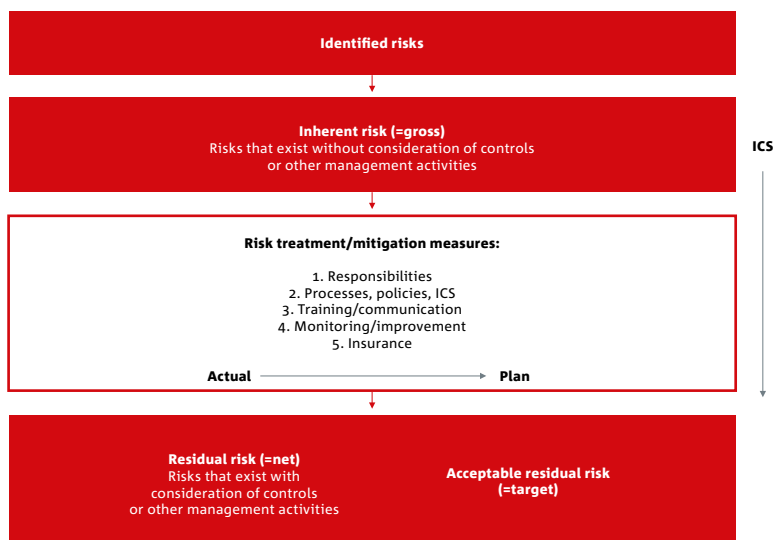 Identified risks
Inherent risk (=gross)
Risks that exist without consideration of controls
or other management activities
ICS
Risk treatment/mitigation measures:
1. Responsibilities
2. Processes, policies, ICS
3. Training/communication
4. Monitoring/improvement
5. Insurance
Actual
Plan
Residual risk (=net)
Risks that exist with
consideration of controls
or other management activities
Acceptable residual risk
(=target)